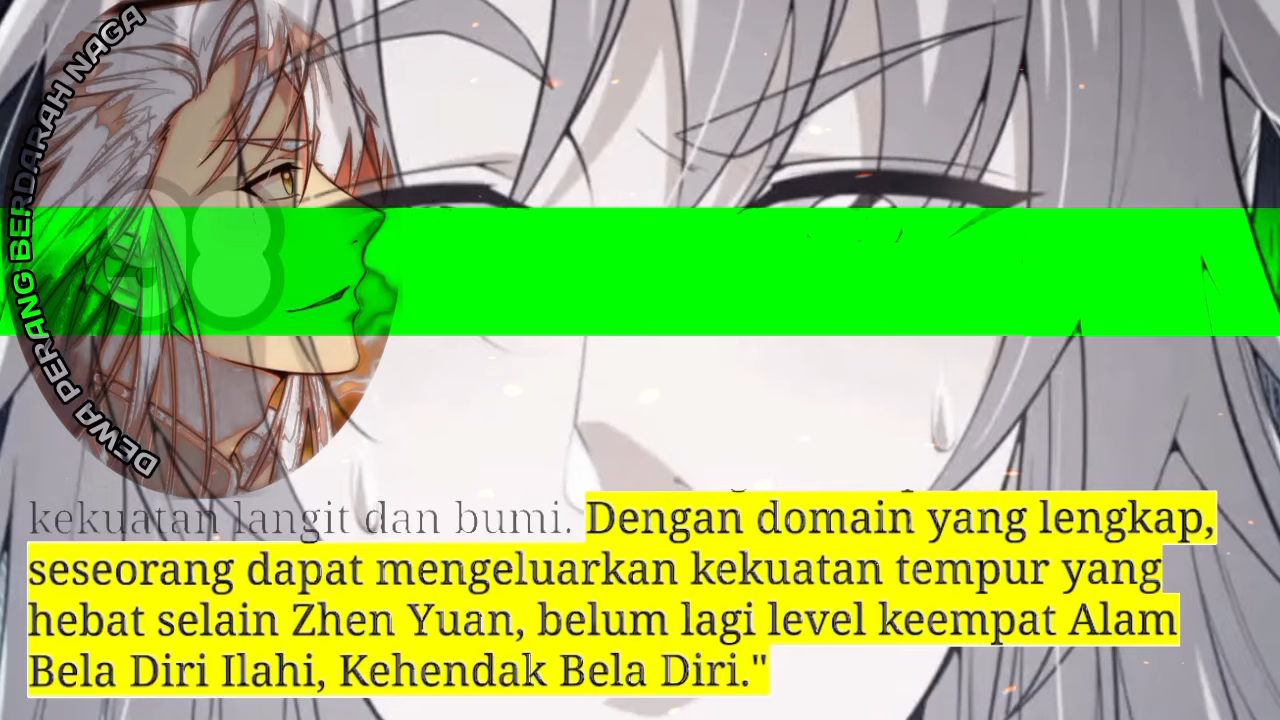 DEWA PERANG BERDARAH NAGA
kekuatan langit dan bumi. Dengan domain yang lengkap,
seseorang dapat mengeluarkan kekuatan tempur yang
hebat selain Zhen Yuan, belum lagi level keempat Alam
Bela Diri Ilahi, Kehendak Bela Diri."